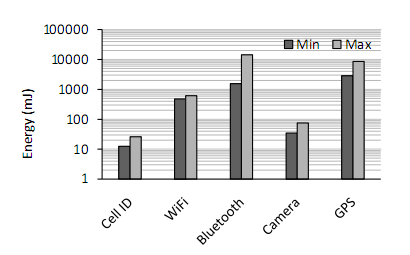 100000
Min Max
10000
1000
100
10
1
Energy (mJ)
Cell ID
WiFi
Bluetooth
Camera
GPS